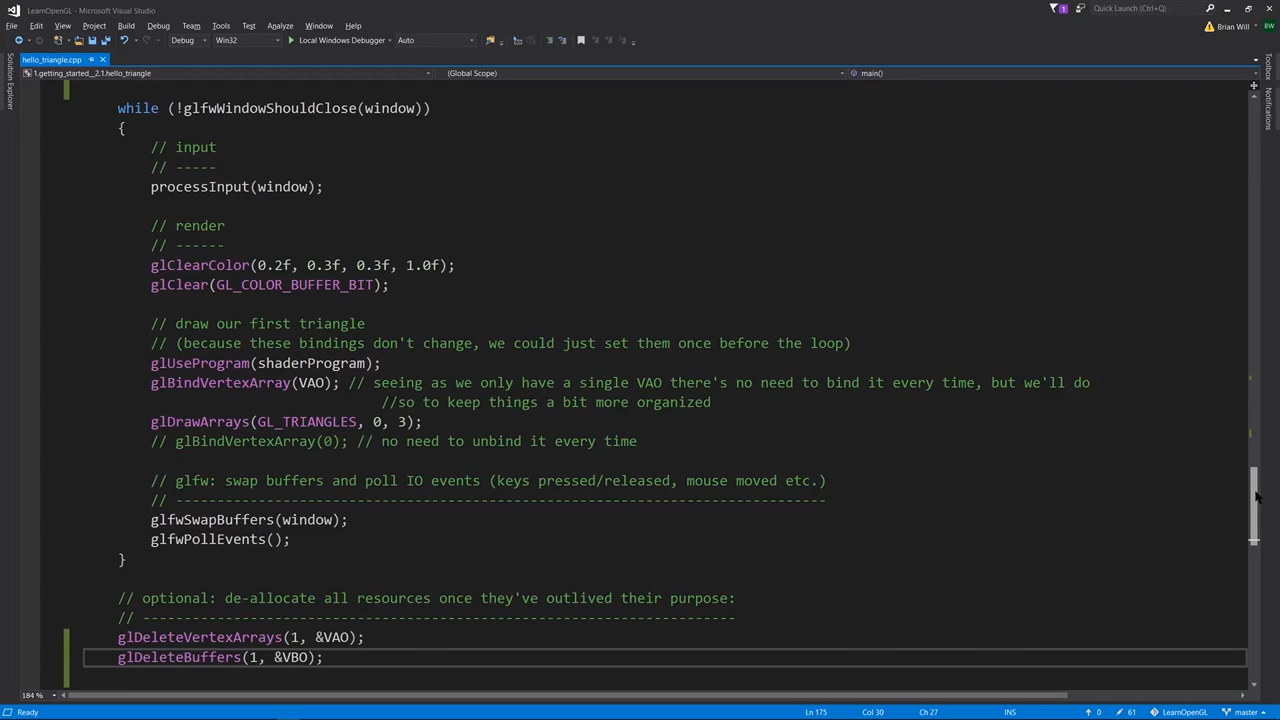 LearnOpenGL - Microsoft Visual Studio
1
Quick Launch (Ctrl+Q)
File Edit View Project Build Debug Team Tools Test Analyze Window Help
Brian Will BW
Debug Win32 Local Windows Debugger Auto
hello_triangle.cpp
1.getting_started__2.1.hello_triangle (Global Scope) main()
Solution Explorer
Toolbox
Notifications
while (!glfwWindowShouldClose(window))
{
// input
// -----
processInput(window);
// render
// ------
glClearColor(0.2f, 0.3f, 0.3f, 1.0f);
glClear(GL_COLOR_BUFFER_BIT);
// draw our first triangle
// (because these bindings don't change, we could just set them once before the loop)
glUseProgram(shaderProgram);
glBindVertexArray(VAO); // seeing as we only have a single VAO there's no need to bind it every time, but we'll do
//so to keep things a bit more organized
glDrawArrays(GL_TRIANGLES, 0, 3);
// glBindVertexArray(0); // no need to unbind it every time
// glfw: swap buffers and poll IO events (keys pressed/released, mouse moved etc.)
// -------------------------------------------------------------------------------
glfwSwapBuffers(window);
glfwPollEvents();
}
// optional: de-allocate all resources once they've outlived their purpose:
// ------------------------------------------------------------------------
glDeleteVertexArrays(1, &VAO);
glDeleteBuffers(1, &VBO);
184 %
Ready Ln 175 Col 30 Ch 27 INS 0 61 LearnOpenGL master